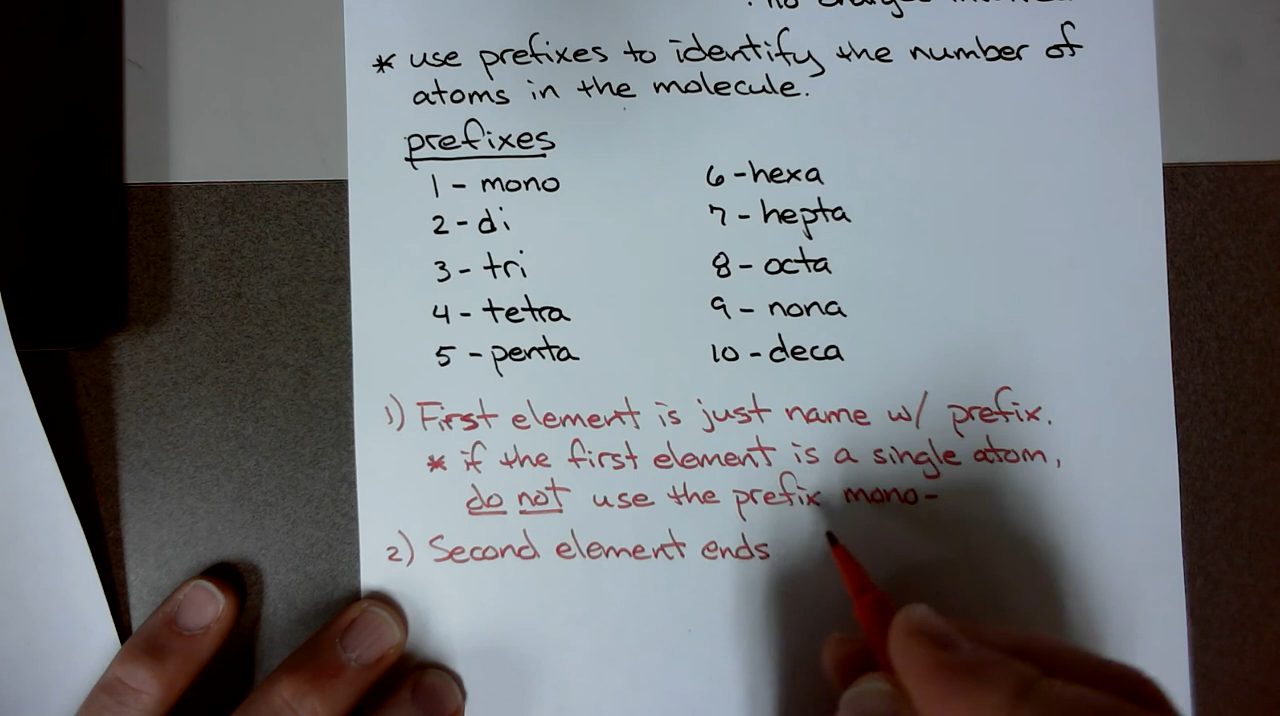 * use prefixes to identify the number of
atoms in the molecule.
prefixes
1 - mono
2 - di
3 - tri
4 - tetra
5 - penta
6 - hexa
7 - hepta
8 - octa
9 - nona
10 - deca
1) First element is just name w/ prefix.
* if the first element is a single atom,
do not use the prefix mono-
2) Second element ends